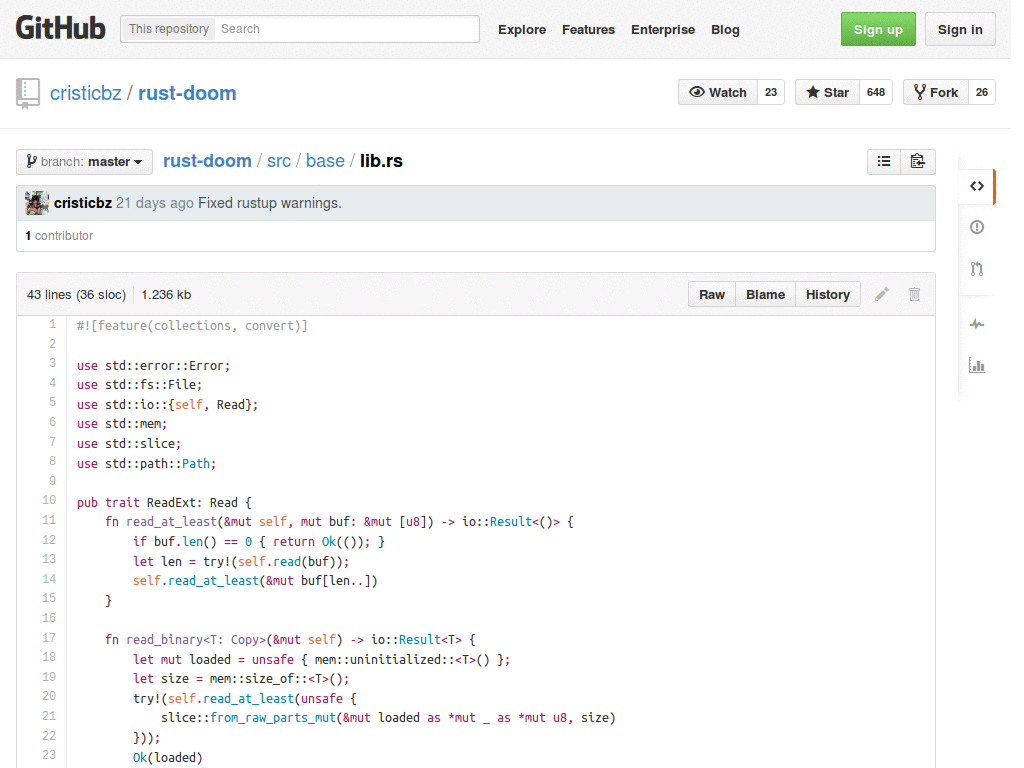 GitHub This repository Search Explore Features Enterprise Blog Sign up Sign in
cristicbz / rust-doom Watch 23 Star 648 Fork 26
branch: master rust-doom / src / base / lib.rs
cristicbz 21 days ago Fixed rustup warnings.
1 contributor
43 lines (36 sloc) 1.236 kb Raw Blame History
1 #![feature(collections, convert)]
2
3 use std::error::Error;
4 use std::fs::File;
5 use std::io::{self, Read};
6 use std::mem;
7 use std::slice;
8 use std::path::Path;
9
10 pub trait ReadExt: Read {
11     fn read_at_least(&mut self, mut buf: &mut [u8]) -> io::Result<()> {
12         if buf.len() == 0 { return Ok(()); }
13         let len = try!(self.read(buf));
14         self.read_at_least(&mut buf[len..])
15     }
16
17     fn read_binary<T: Copy>(&mut self) -> io::Result<T> {
18         let mut loaded = unsafe { mem::uninitialized::<T>() };
19         let size = mem::size_of::<T>();
20         try!(self.read_at_least(unsafe {
21             slice::from_raw_parts_mut(&mut loaded as *mut _ as *mut u8, size)
22         }));
23         Ok(loaded)